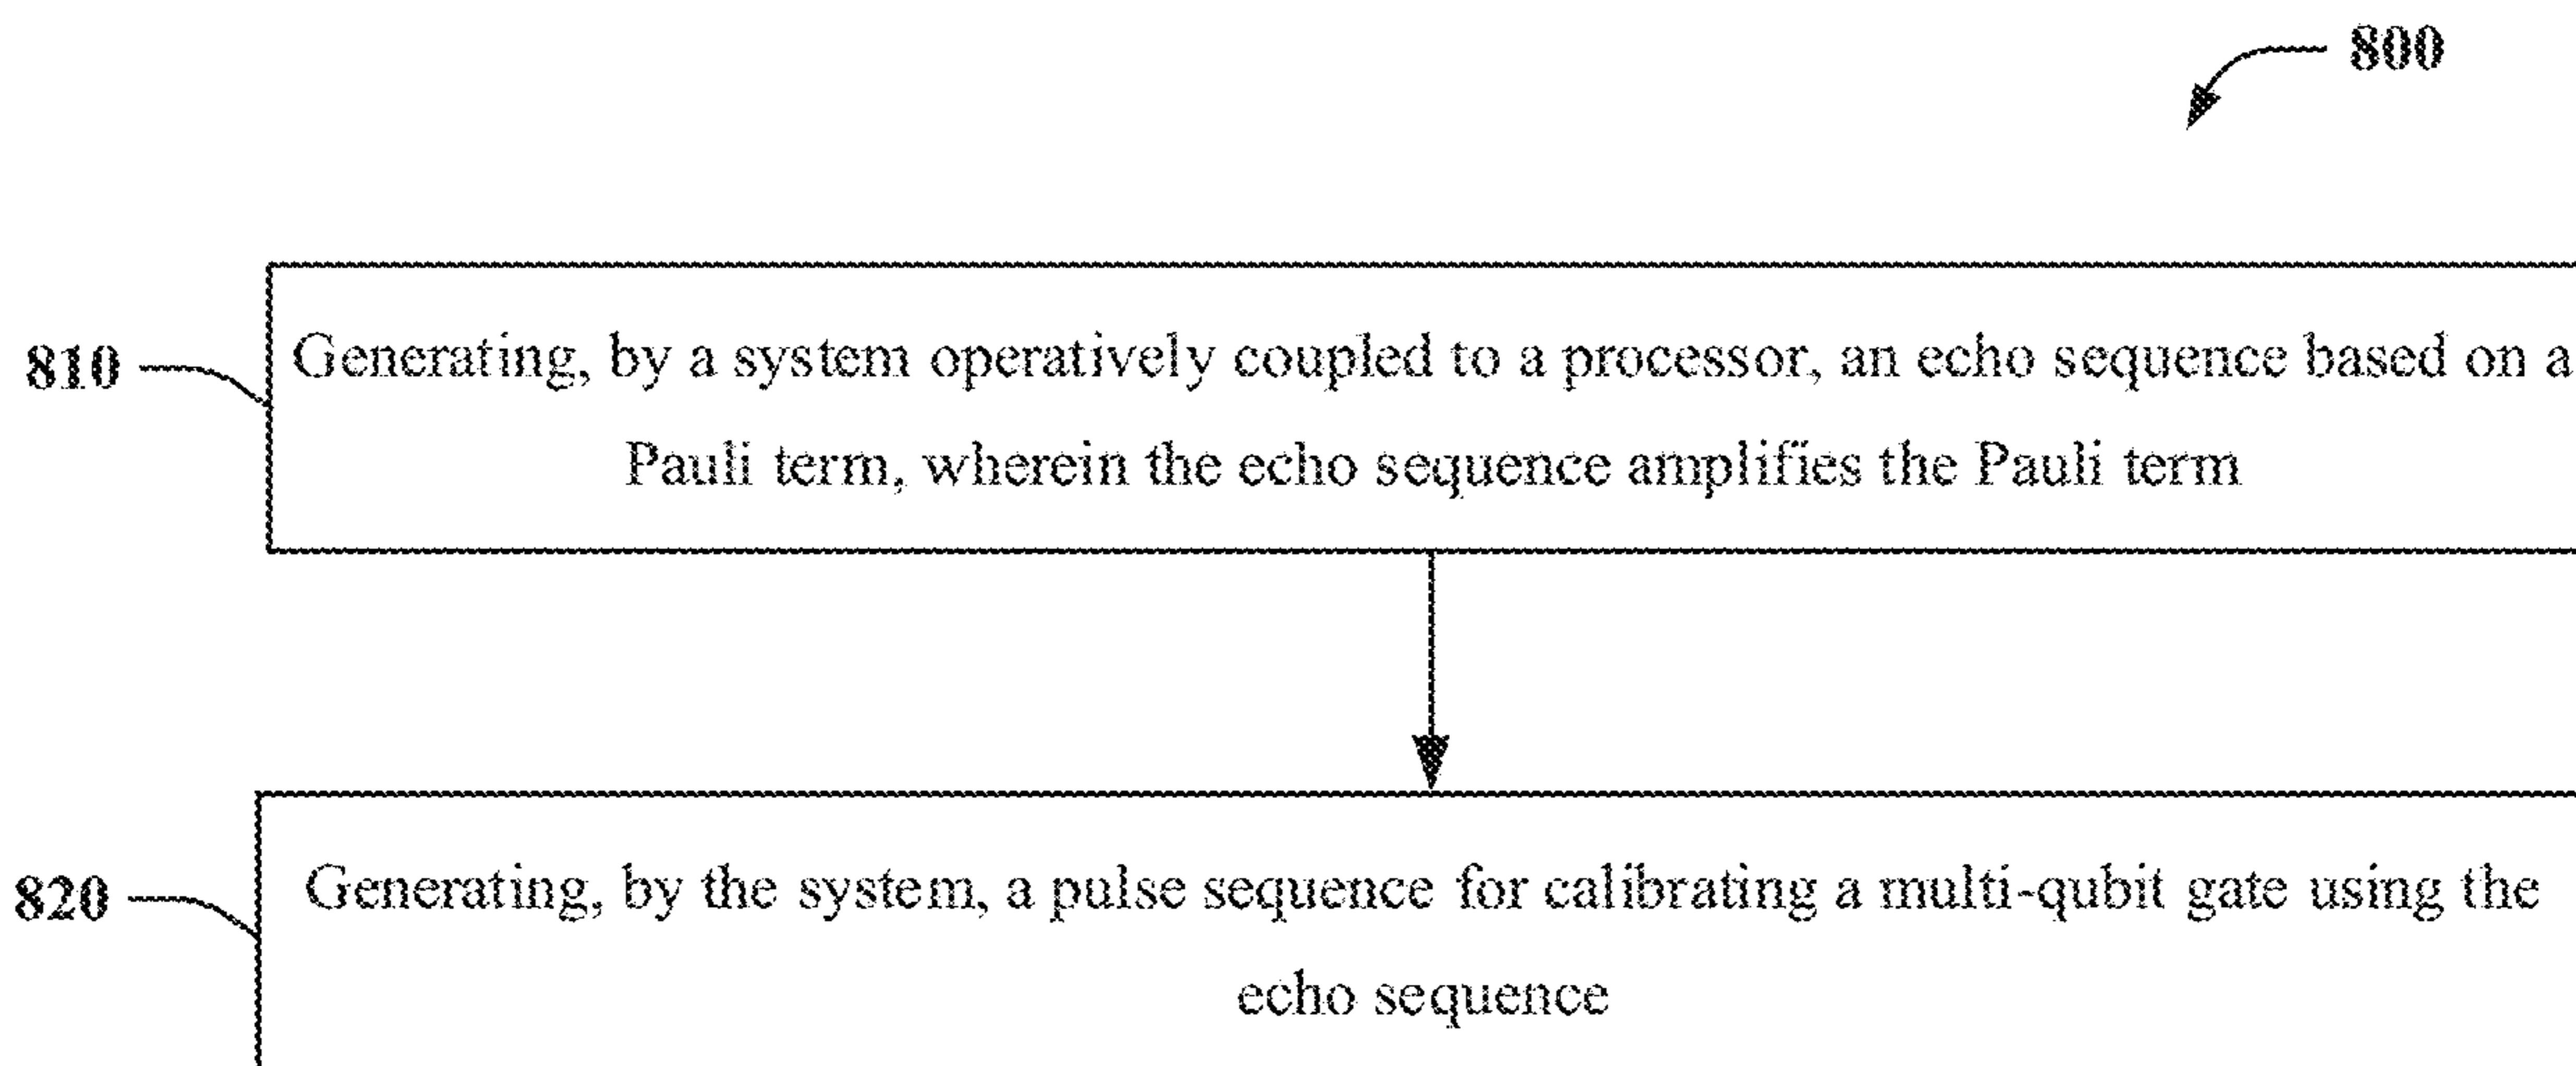 800
810
Generating, by a system operatively coupled to a processor, an echo sequence based on a
Pauli term, wherein the echo sequence amplifies the Pauli term
820
Generating, by the system, a pulse sequence for calibrating a multi-qubit gate using the
echo sequence